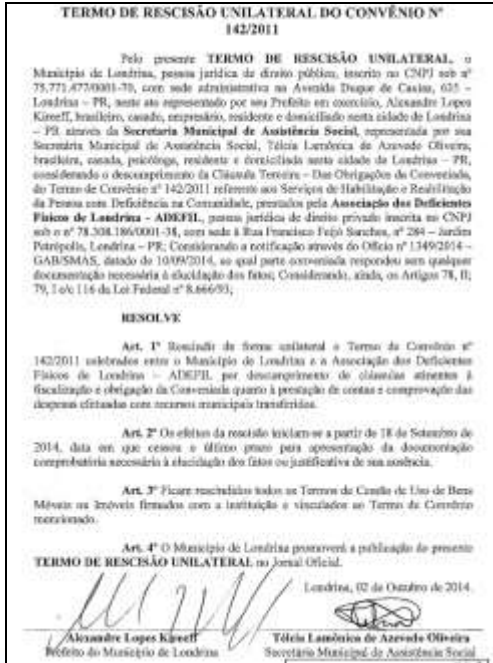 TERMO DE RESCISÃO UNILATERAL DO CONVÊNIO Nº
142/2011
Pelo presente TERMO DE RESCISÃO UNILATERAL, o
Município de Londrina, pessoa jurídica de direito público, inscrito no CNPJ sob nº
75.771.477/0001-70, com sede administrativa na Avenida Duque de Caxias, 635 –
Londrina – PR, neste ato representado por seu Prefeito em exercício, Alexandre Lopes
Kireeff, brasileiro, casado, empresário, residente e domiciliado nesta cidade de Londrina
– PR através da Secretaria Municipal de Assistência Social, representada por sua
Secretária Municipal de Assistência Social, Télcia Lamônica de Azevedo Oliveira,
brasileira, casada, psicóloga, residente e domiciliada nesta cidade de Londrina – PR,
considerando o descumprimento da Cláusula Terceira – Das Obrigações da Conveniada,
do Termo de Convênio nº 142/2011 referente aos Serviços de Habilitação e Reabilitação
da Pessoa com Deficiência na Comunidade, prestados pela Associação dos Deficientes
Físicos de Londrina - ADEFIL, pessoa jurídica de direito privado inscrita no CNPJ
sob o nº 78.308.186/0001-38, com sede à Rua Francisco Feijó Sanches, nº 284 – Jardim
Petrópolis, Londrina – PR; Considerando a notificação através do Ofício nº 1349/2014 –
GAB/SMAS, datado de 10/09/2014, ao qual parte conveniada respondeu sem qualquer
documentação necessária à elucidação dos fatos; Considerando, ainda, os Artigos 78, II;
79, I e/c 116 da Lei Federal nº 8.666/93;
RESOLVE
Art. 1º Rescindir de forma unilateral o Termo de Convênio nº
142/2011 celebrados entre o Município de Londrina e a Associação dos Deficientes
Físicos de Londrina – ADEFIL por descumprimento de cláusulas atinentes à
fiscalização e obrigação da Conveniada quanto à prestação de contas e comprovação das
despesas efetuadas com recursos municipais transferidos.
Art. 2º Os efeitos da rescisão iniciam-se a partir de 18 de Setembro de
2014, data em que cessou o último prazo para apresentação da documentação
comprobatória necessária à elucidação dos fatos ou justificativa de sua ausência.
Art. 3º Ficam rescindidos todos os Termos de Cessão de Uso de Bens
Móveis ou Imóveis firmados com a instituição e vinculados ao Termo de Convênio
mencionado.
Art. 4º O Município de Londrina promoverá a publicação do presente
TERMO DE RESCISÃO UNILATERAL no Jornal Oficial.
Londrina, 02 de Outubro de 2014.
Alexandre Lopes Kireeff
Prefeito do Município de Londrina
Télcia Lamônica de Azevedo Oliveira
Secretária Municipal de Assistência Social